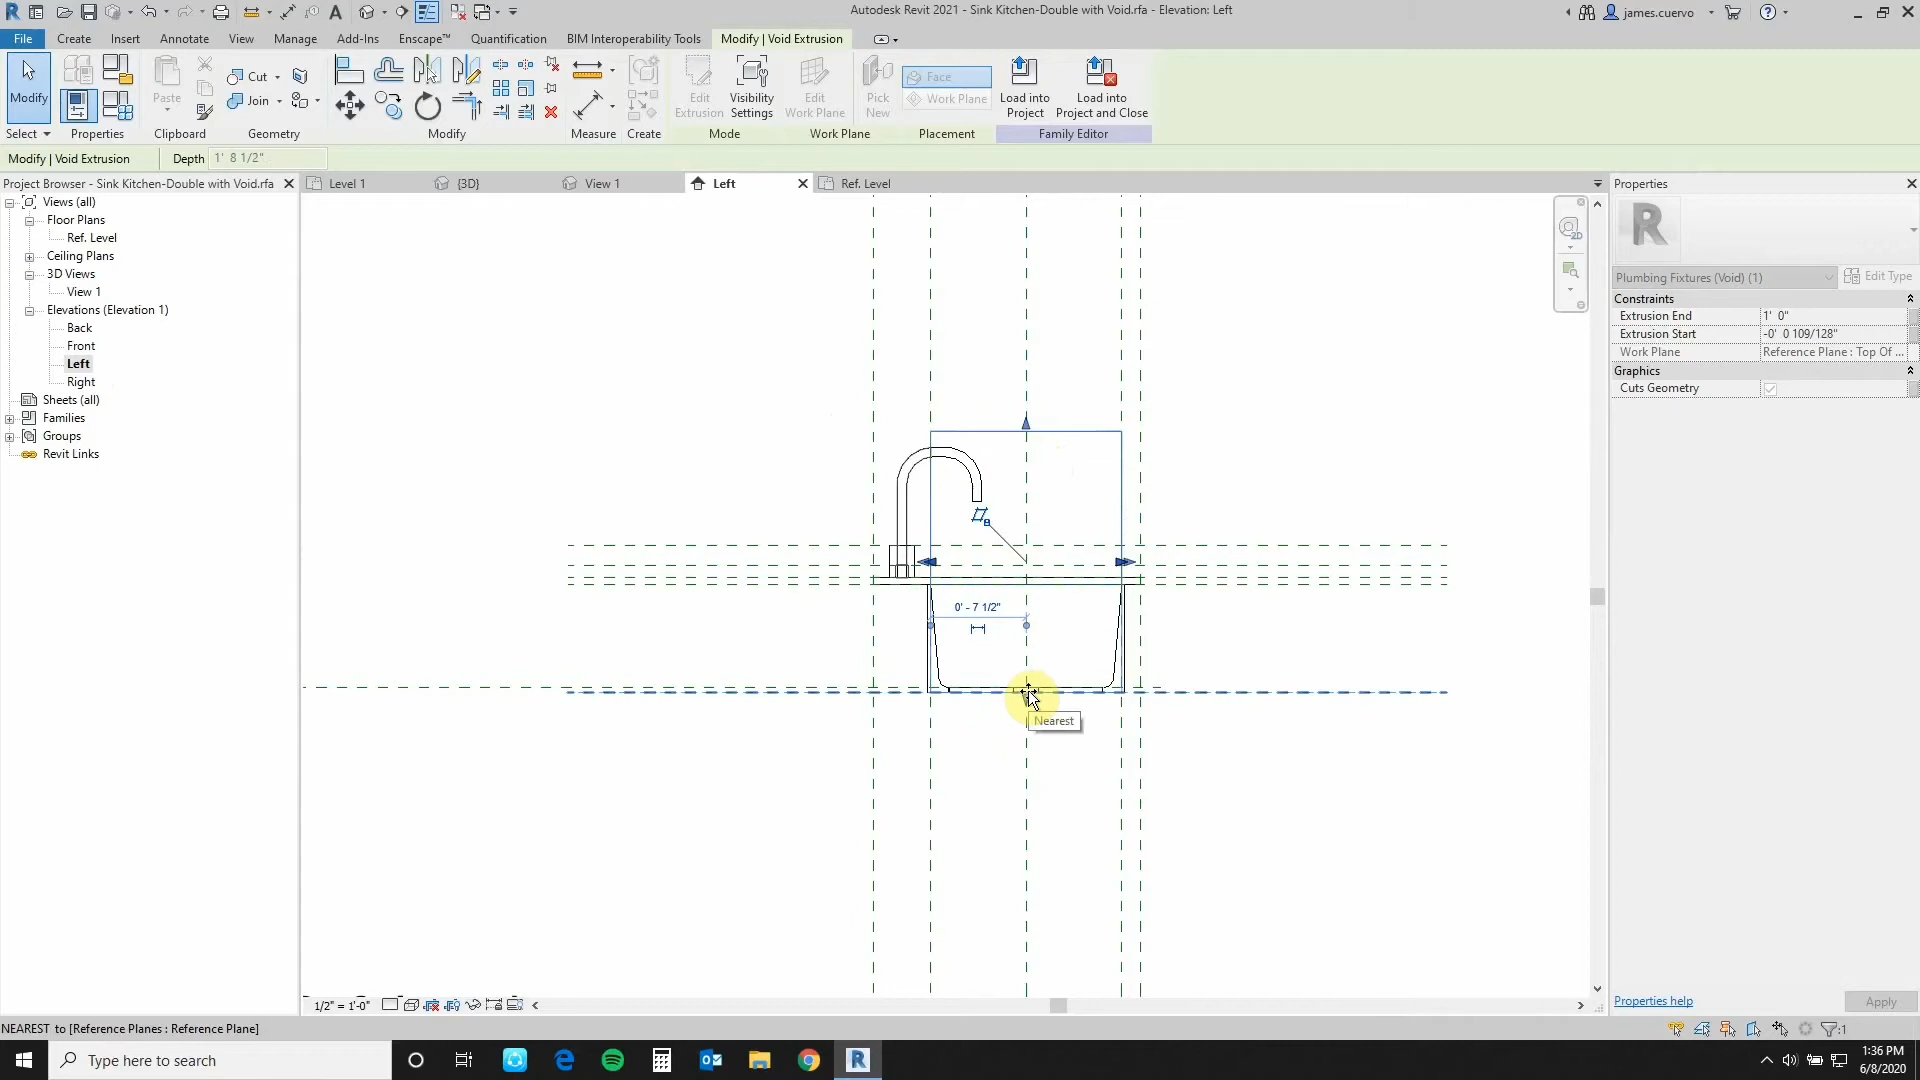 Autodesk Revit 2021 - Sink Kitchen-Double with Void.rfa - Elevation: Left
james.cuervo
File Create Insert Annotate View Manage Add-Ins Enscape™ Quantification BIM Interoperability Tools Modify | Void Extrusion
Modify
Paste
Cut
Join
Edit Extrusion
Visibility Settings
Edit Work Plane
Pick New
Face
Work Plane
Load into Project
Load into Project and Close
Select Properties Clipboard Geometry Modify Measure Create Mode Work Plane Placement Family Editor
Modify | Void Extrusion Depth 1' 8 1/2"
Project Browser - Sink Kitchen-Double with Void.rfa
Level 1 {3D} View 1 Left Ref. Level
Properties
Views (all)
Floor Plans
Ref. Level
Ceiling Plans
3D Views
View 1
Elevations (Elevation 1)
Back
Front
Left
Right
Sheets (all)
Families
Groups
Revit Links
2D
0' - 7 1/2"
Nearest
Plumbing Fixtures (Void) (1) Edit Type
Constraints
Extrusion End 1' 0"
Extrusion Start -0' 0 109/128"
Work Plane Reference Plane : Top Of ...
Graphics
Cuts Geometry
Properties help Apply
1/2" = 1'-0"
NEAREST to [Reference Planes : Reference Plane]
:1
Type here to search
1:36 PM
6/8/2020